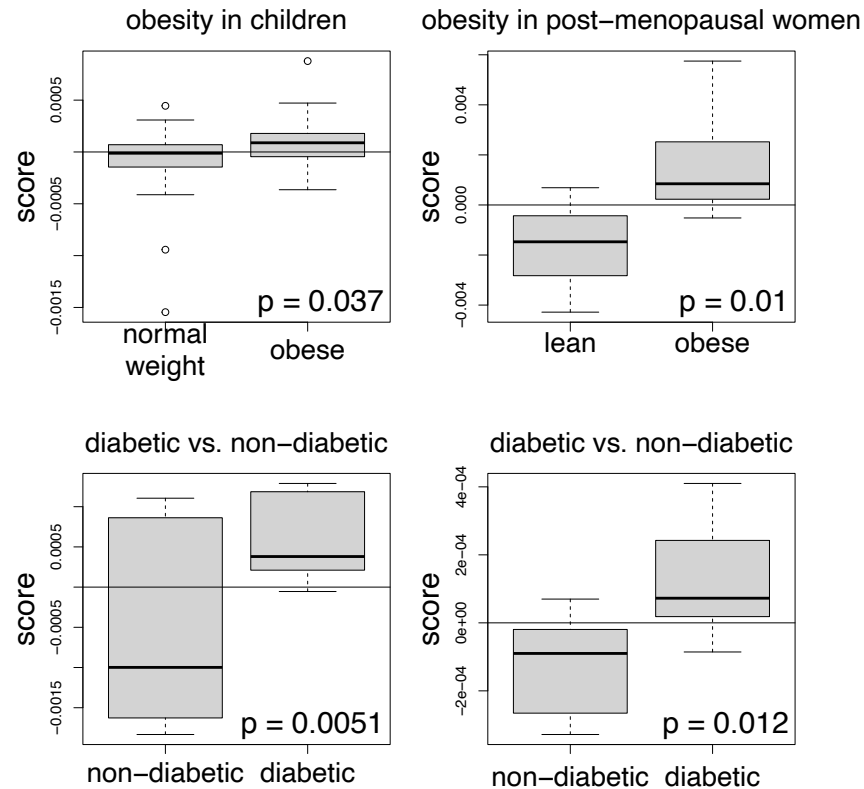 obesity in children
obesity in post−menopausal women
score
0.0005
−0.0005
−0.0015
p = 0.037
normal
weight
obese
score
0.004
0.000
−0.004
p = 0.01
lean
obese
diabetic vs. non−diabetic
diabetic vs. non−diabetic
score
0.0005
−0.0005
−0.0015
p = 0.0051
non−diabetic
diabetic
score
4e−04
2e−04
0e+00
−2e−04
p = 0.012
non−diabetic
diabetic